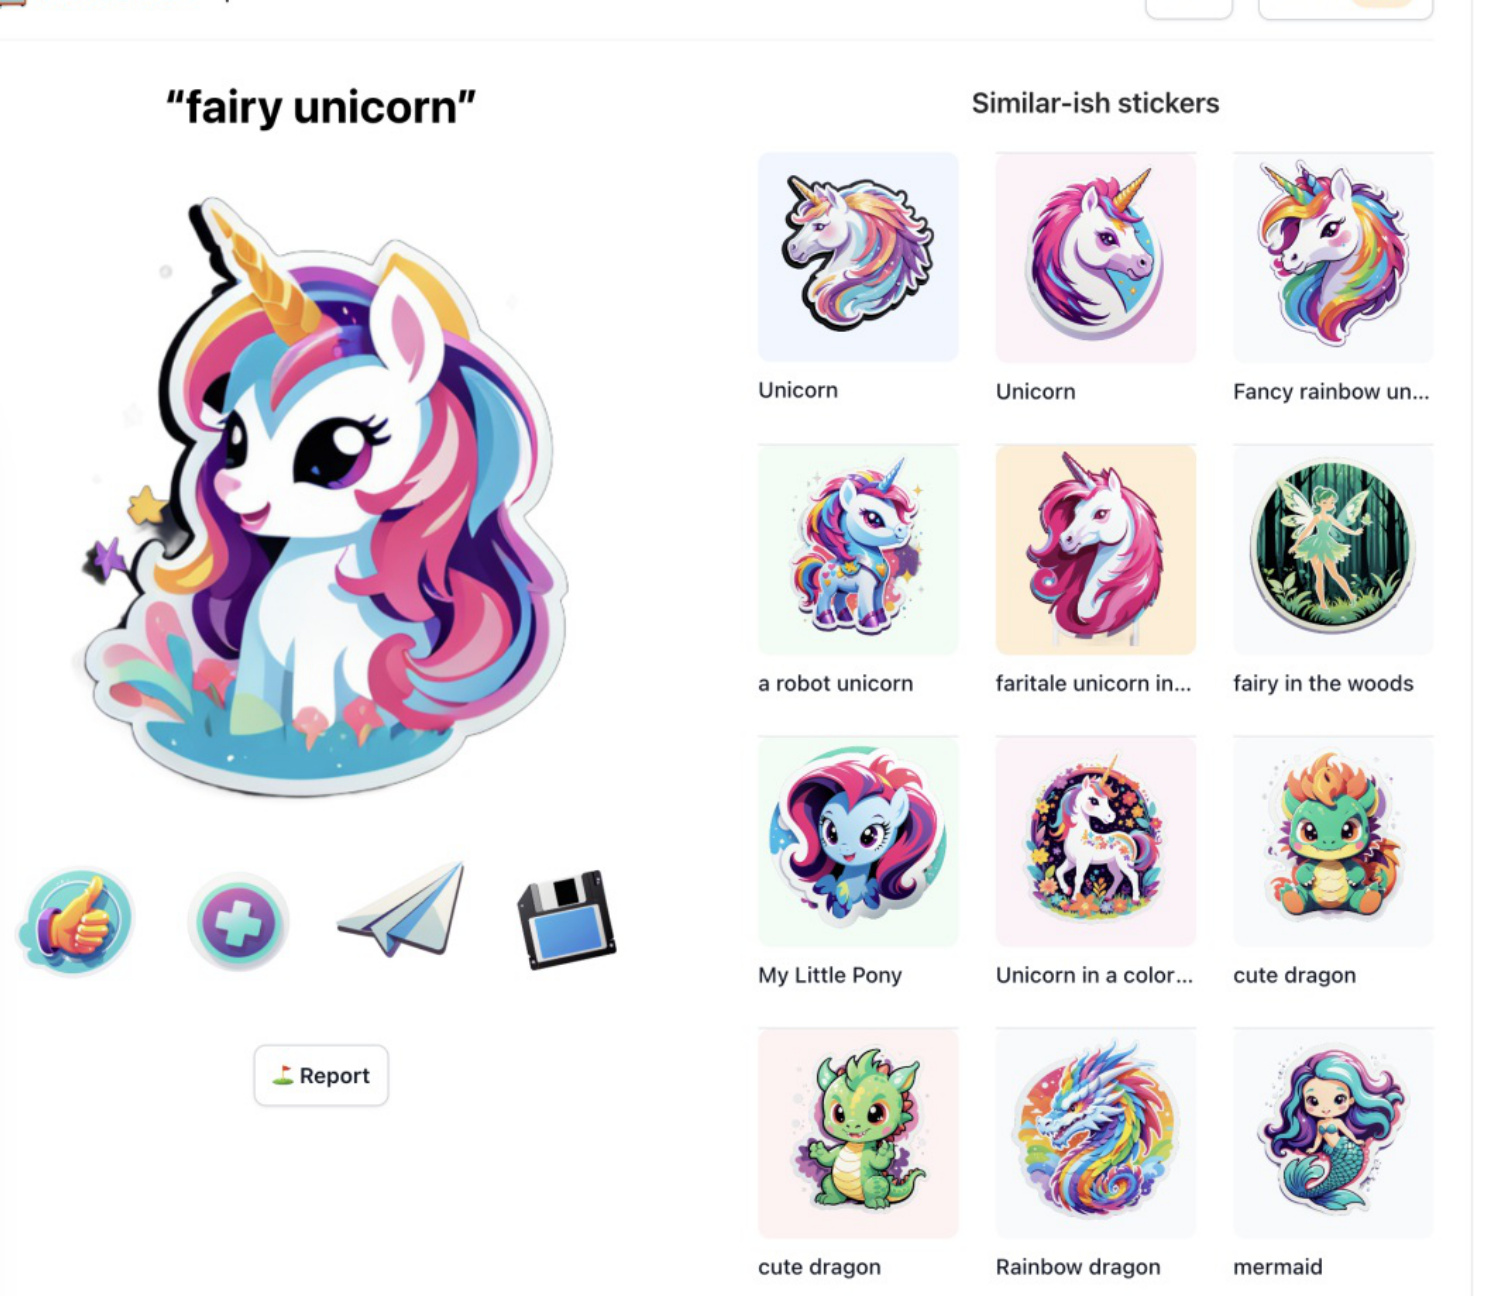 “fairy unicorn”
Similar-ish stickers
Unicorn
Unicorn
Fancy rainbow un...
a robot unicorn
faritale unicorn in...
fairy in the woods
My Little Pony
Unicorn in a color...
cute dragon
Report
cute dragon
Rainbow dragon
mermaid